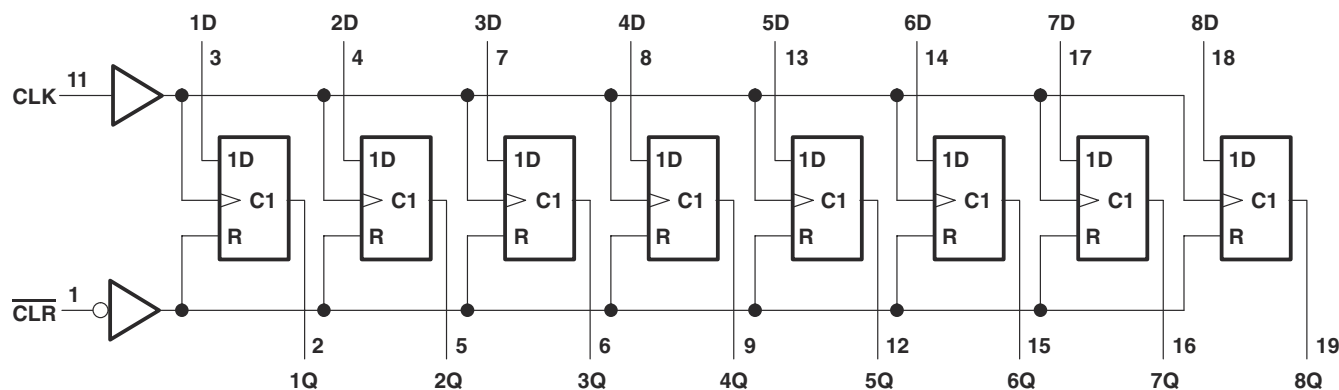 1D 2D 3D 4D 5D 6D 7D 8D
3 4 7 8 13 14 17 18
CLK 11
1D 1D 1D 1D 1D 1D 1D 1D
C1 C1 C1 C1 C1 C1 C1 C1
R R R R R R R R
C̅L̅R̅ 1
2 5 6 9 12 15 16 19
1Q 2Q 3Q 4Q 5Q 6Q 7Q 8Q